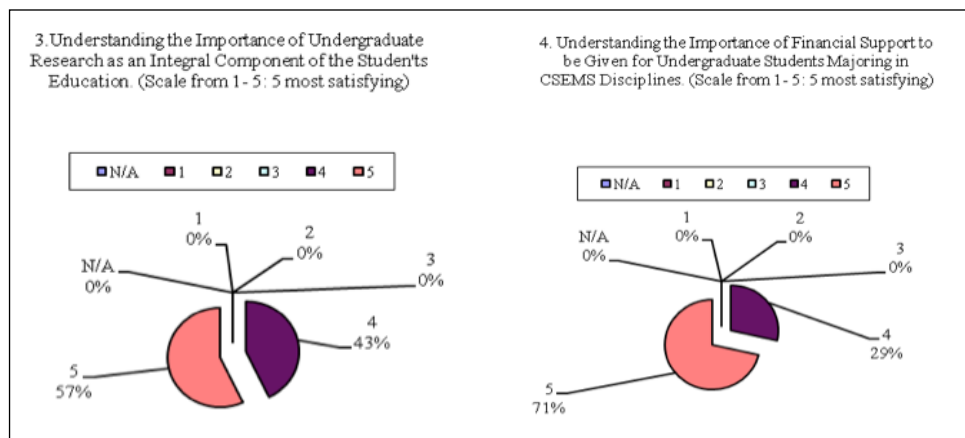 3.Understanding the Importance of Undergraduate
Research as an Integral Component of the Studen'ts
Education. (Scale from 1- 5: 5 most satisfying)
N/A 1 2 3 4 5
1
0%
2
0%
N/A
0%
3
0%
4
43%
5
57%
4. Understanding the Importance of Financial Support to
be Given for Undergraduate Students Majoring in
CSEMS Disciplines. (Scale from 1- 5: 5 most satisfying)
N/A 1 2 3 4 5
1
0%
2
0%
N/A
0%
3
0%
4
29%
5
71%